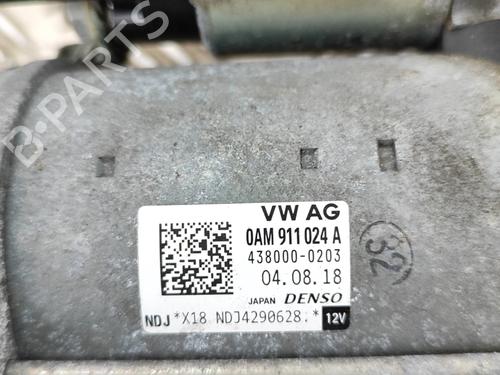 B-PARTS
VW AG
0AM 911 024 A
438000-0203
04.08.18
JAPAN DENSO
NDJ *X18 NDJ4290628.* 12V
32